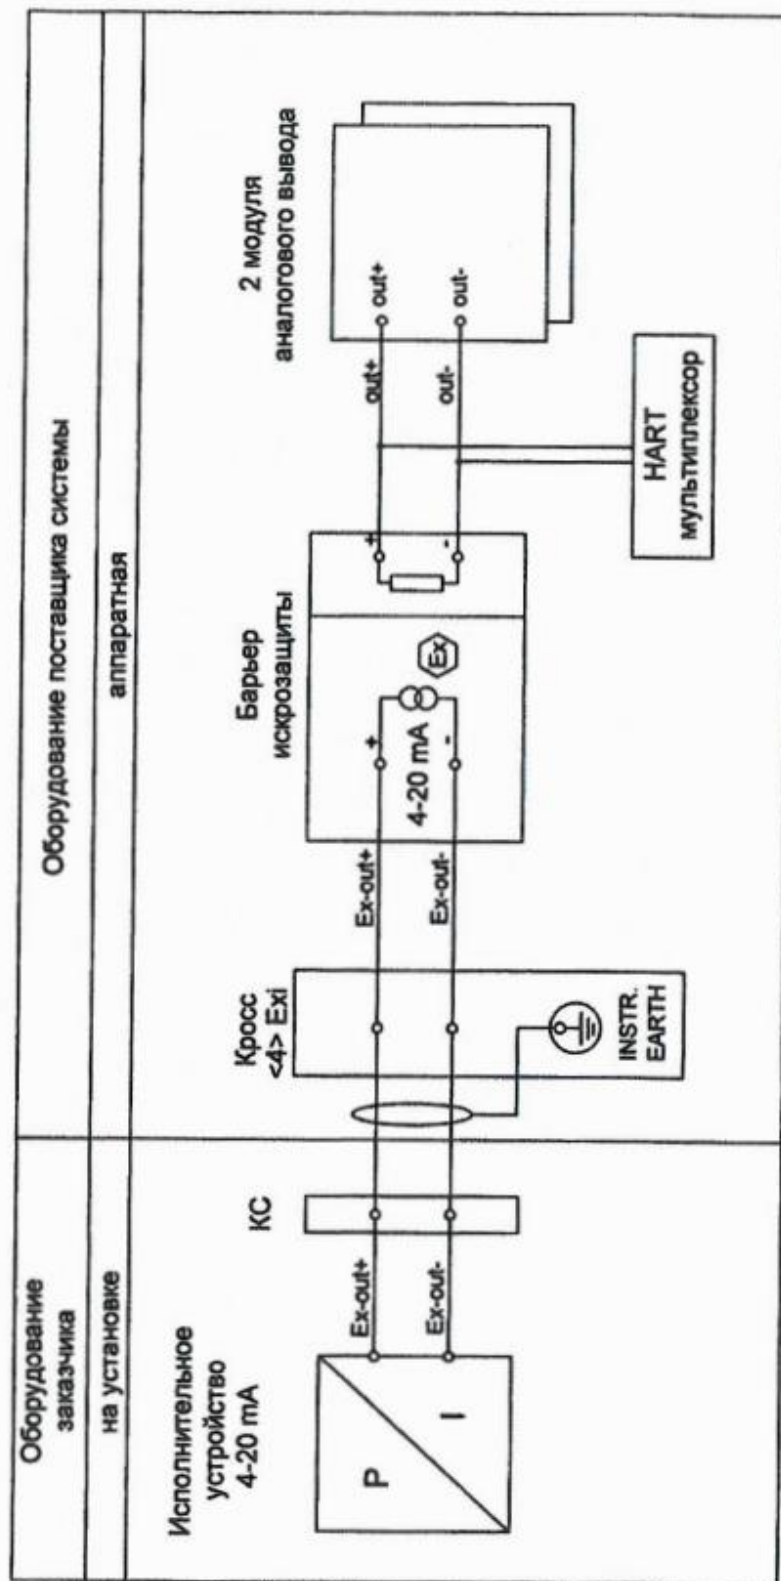 Оборудование
заказчика
Оборудование поставщика системы
на установке
аппаратная
Исполнительное
устройство
4-20 mA
P
I
Ex-out+
Ex-out-
КС
Кросс
<4> Exi
INSTR.
EARTH
Ex-out+
Ex-out-
Барьер
искрозащиты
+
-
4-20 mA
Ex
+
-
out+
out-
HART
мультиплексор
2 модуля
аналогового вывода
out+
out-